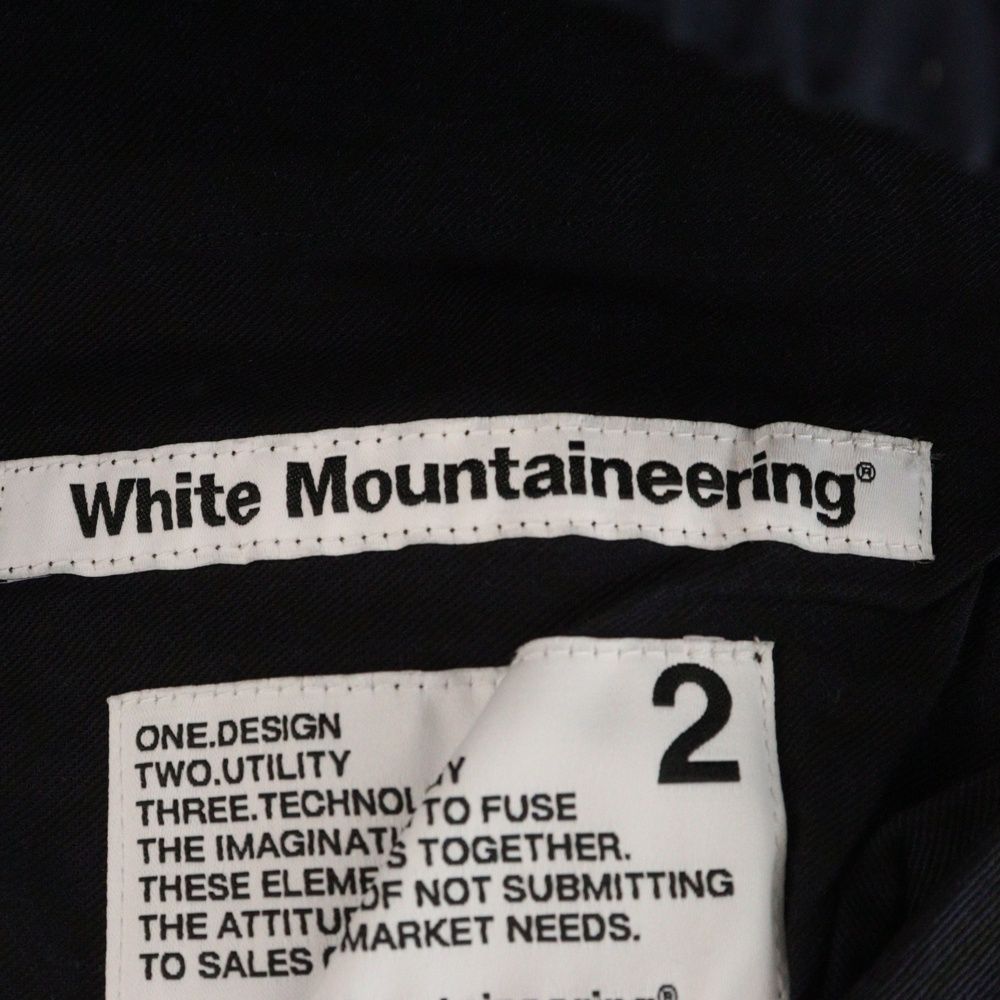 White Mountaineering®
2
ONE.DESIGN
TWO.UTILITY
THREE.TECHNOL Y
THE IMAGINATI TO FUSE
THESE ELEME S TOGETHER.
THE ATTITU OF NOT SUBMITTING
TO SALES MARKET NEEDS.